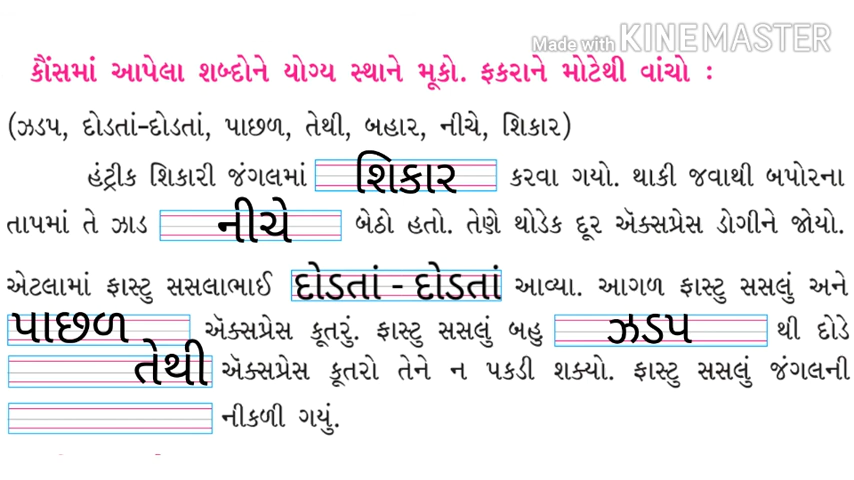 Made with KINEMASTER
કૌંસમાં આપેલા શબ્દોને યોગ્ય સ્થાને મૂકો. ફકરાને મોટેથી વાંચો :
(ઝડપ, દોડતાં-દોડતાં, પાછળ, તેથી, બહાર, નીચે, શિકાર)
હંટ્રીક શિકારી જંગલમાં શિકાર કરવા ગયો. થાકી જવાથી બપોરના
તાપમાં તે ઝાડ નીચે બેઠો હતો. તેણે થોડેક દૂર ઍક્સપ્રેસ ડોગીને જોયો.
એટલામાં ફાસ્ટુ સસલાભાઈ દોડતાં - દોડતાં આવ્યા. આગળ ફાસ્ટુ સસલું અને
પાછળ ઍક્સપ્રેસ કૂતરું. ફાસ્ટુ સસલું બહુ ઝડપ થી દોડે
તેથી ઍક્સપ્રેસ કૂતરો તેને ન પકડી શક્યો. ફાસ્ટુ સસલું જંગલની
નીકળી ગયું.